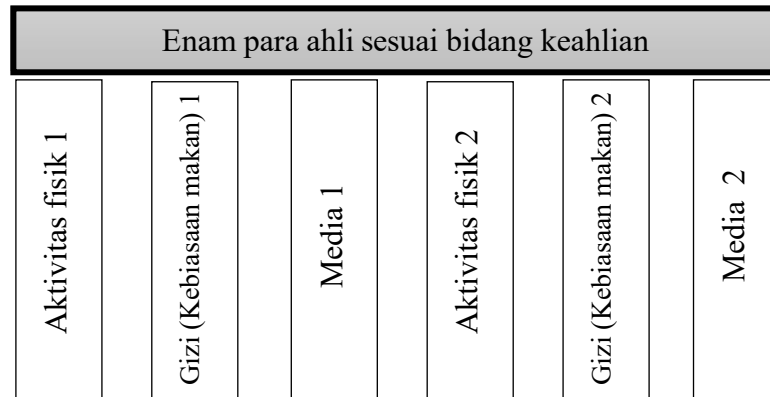 Enam para ahli sesuai bidang keahlian
Aktivitas fisik 1
Gizi (Kebiasaan makan) 1
Media 1
Aktivitas fisik 2
Gizi (Kebiasaan makan) 2
Media 2